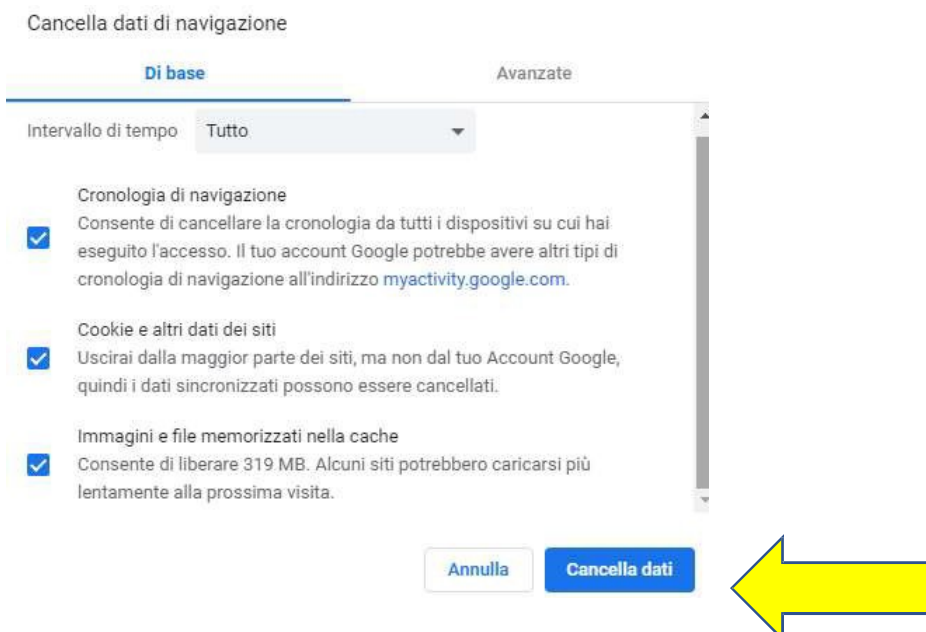 Cancella dati di navigazione
Di base
Avanzate
Intervallo di tempo Tutto
Cronologia di navigazione
Consente di cancellare la cronologia da tutti i dispositivi su cui hai
eseguito l'accesso. Il tuo account Google potrebbe avere altri tipi di
cronologia di navigazione all'indirizzo myactivity.google.com.
Cookie e altri dati dei siti
Uscirai dalla maggior parte dei siti, ma non dal tuo Account Google,
quindi i dati sincronizzati possono essere cancellati.
Immagini e file memorizzati nella cache
Consente di liberare 319 MB. Alcuni siti potrebbero caricarsi più
lentamente alla prossima visita.
Annulla
Cancella dati